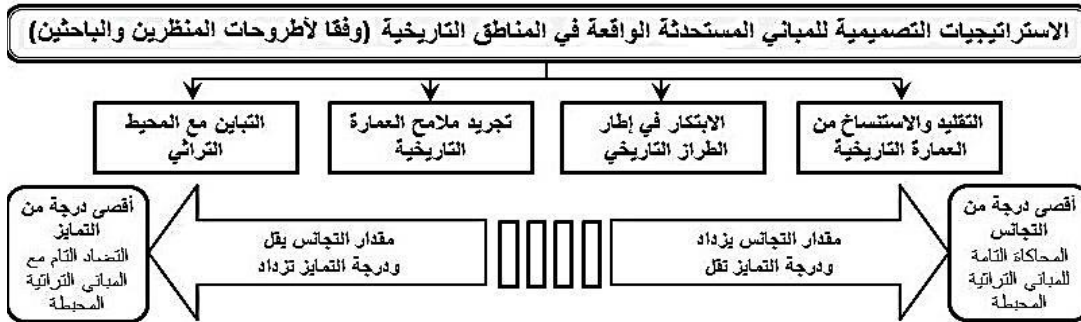 الاستراتيجيات التصميمية للمباني المستحدثة الواقعة في المناطق التاريخية (وفقا لأطروحات المنظرين والباحثين)
التقليد والاستنساخ من
العمارة التاريخية
الابتكار في إطار
الطراز التاريخي
تجريد ملامح العمارة
التاريخية
التباين مع المحيط
التراثي
أقصى درجة من
التجانس
المحاكاة التامة
للمباني التراثية
المحيطة
مقدار التجانس يزداد
ودرجة التمايز تقل
مقدار التجانس يقل
ودرجة التمايز تزداد
أقصى درجة من
التمايز
التضاد التام مع
المباني التراثية
المحيطة